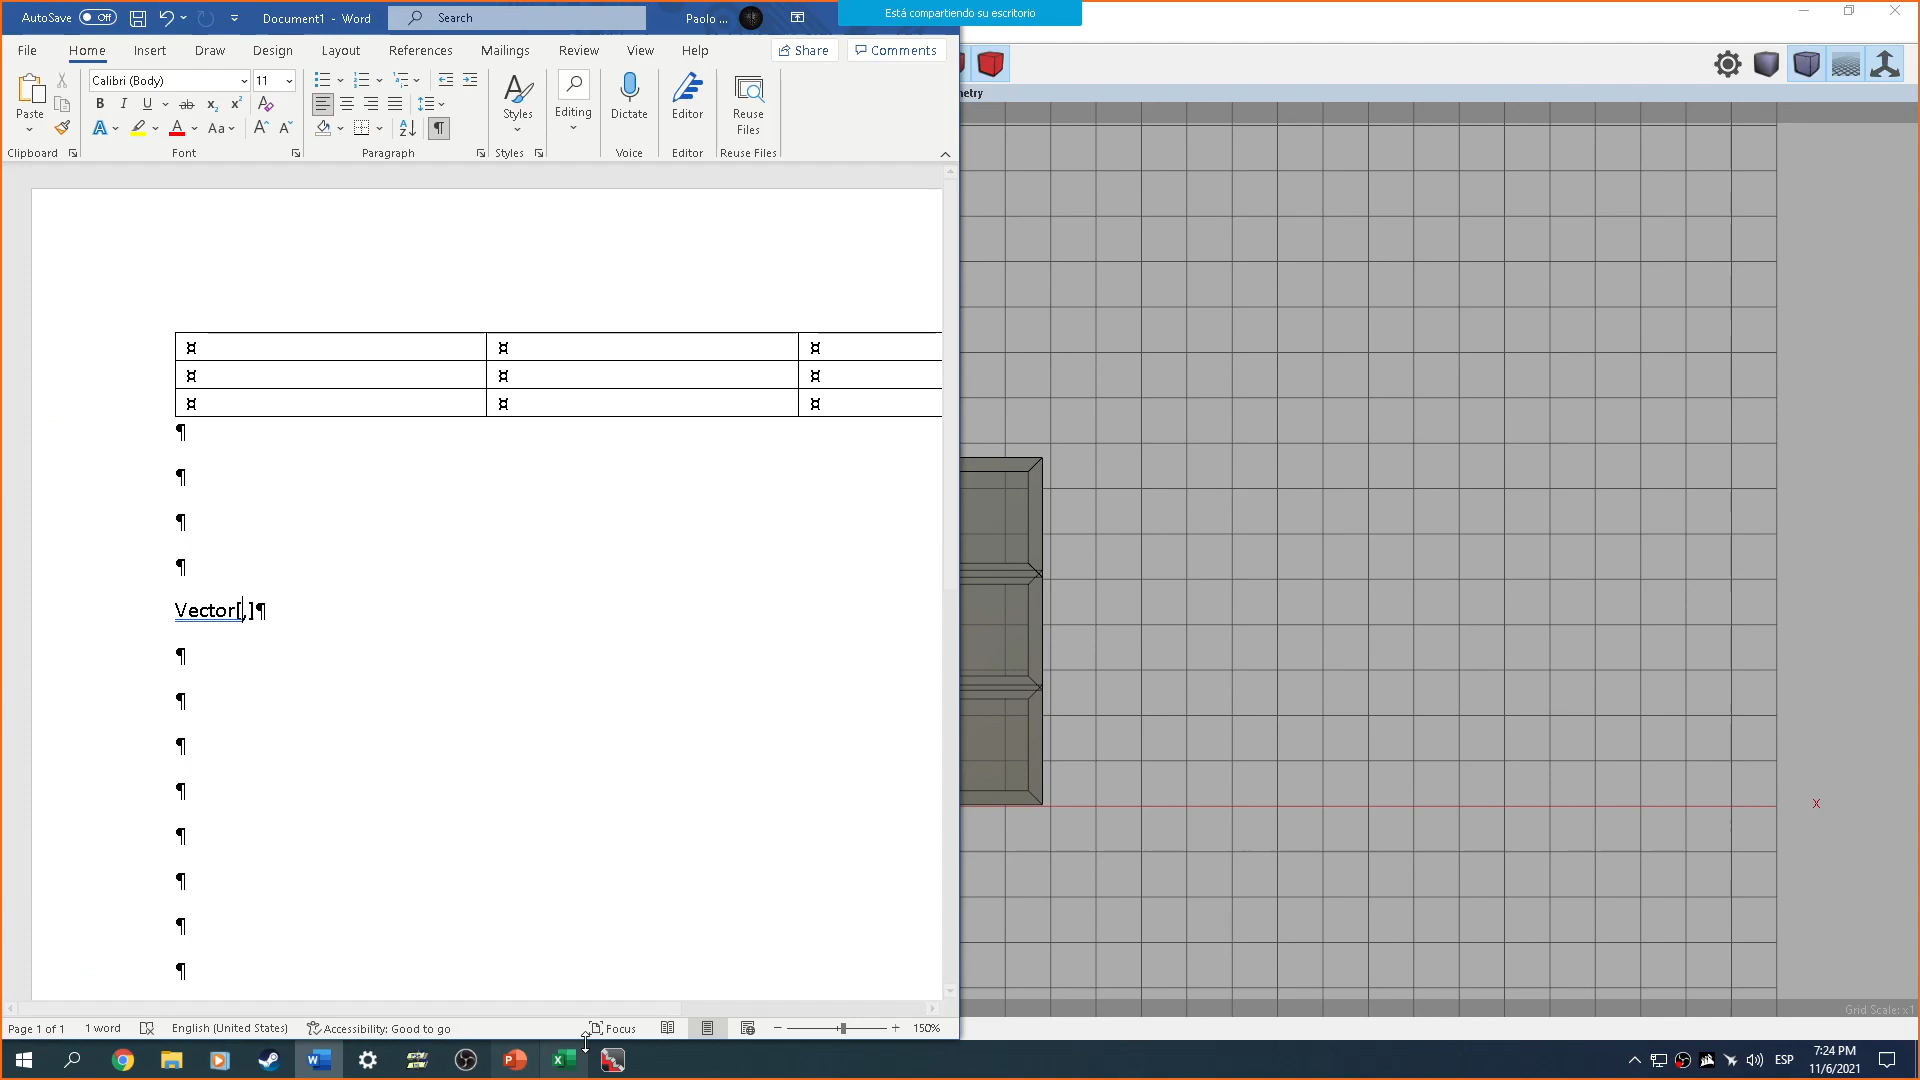 AutoSave Off Document1 - Word Search Paolo ... Está compartiendo su escritorio
File Home Insert Draw Design Layout References Mailings Review View Help Share Comments
Calibri (Body) 11
Paste Styles Editing Dictate Editor Reuse Files
Clipboard Font Paragraph Styles Voice Editor Reuse Files
netry
Vector[,]¶
X
Grid Scale: x1
Page 1 of 1 1 word English (United States) Accessibility: Good to go Focus 150%
ESP 7:24 PM
11/6/2021